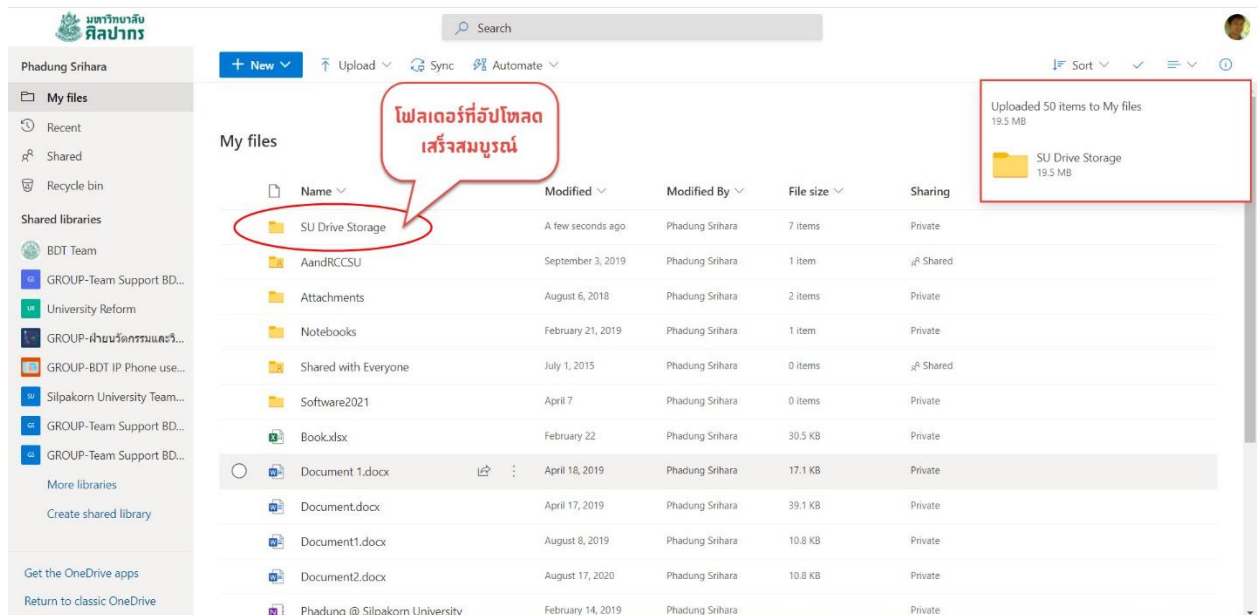 มหาวิทยาลัย
ศิลปากร
Search
Phadung Srihara
New
Upload
Sync
Automate
Sort
My files
Recent
Shared
Recycle bin
Shared libraries
BDT Team
GS GROUP-Team Support BD...
UR University Reform
GROUP-ฝ่ายนวัตกรรมและวิ...
GROUP-BDT IP Phone use...
SU Silpakorn University Team...
GS GROUP-Team Support BD...
GS GROUP-Team Support BD...
More libraries
Create shared library
Get the OneDrive apps
Return to classic OneDrive
โฟลเดอร์ที่อัปโหลด
เสร็จสมบูรณ์
Uploaded 50 items to My files
19.5 MB
SU Drive Storage
19.5 MB
My files
Name Modified Modified By File size Sharing
SU Drive Storage A few seconds ago Phadung Srihara 7 items Private
AandRCCSU September 3, 2019 Phadung Srihara 1 item Shared
Attachments August 6, 2018 Phadung Srihara 2 items Private
Notebooks February 21, 2019 Phadung Srihara 1 item Private
Shared with Everyone July 1, 2015 Phadung Srihara 0 items Shared
Software2021 April 7 Phadung Srihara 0 items Private
Book.xlsx February 22 Phadung Srihara 30.5 KB Private
Document 1.docx April 18, 2019 Phadung Srihara 17.1 KB Private
Document.docx April 17, 2019 Phadung Srihara 39.1 KB Private
Document1.docx August 8, 2019 Phadung Srihara 10.8 KB Private
Document2.docx August 17, 2020 Phadung Srihara 10.8 KB Private
Phadung @ Silpakorn University February 14, 2019 Phadung Srihara Private